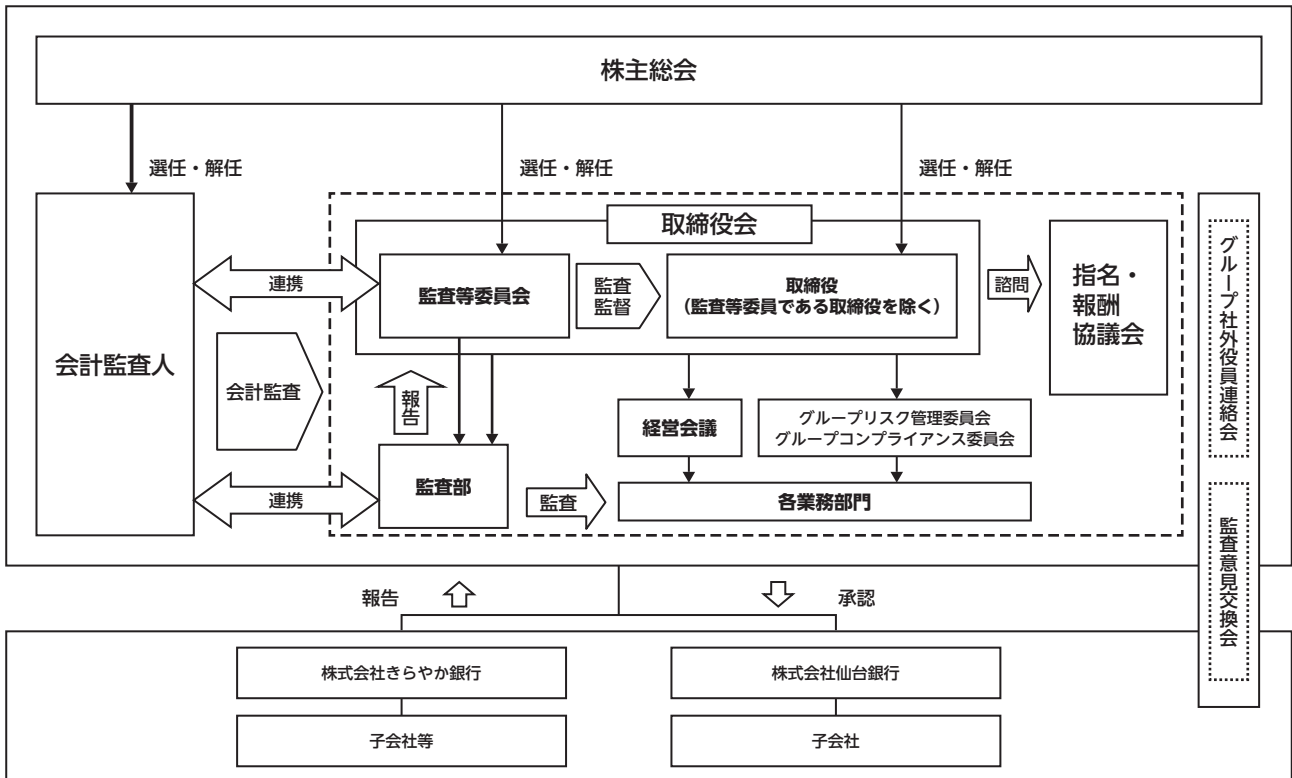 株主総会
選任・解任
選任・解任
選任・解任
会計監査人
連携
会計監査
連携
取締役会
監査等委員会
監査
監督
取締役
(監査等委員である取締役を除く)
諮問
指名・
報酬
協議会
報告
経営会議
グループリスク管理委員会
グループコンプライアンス委員会
監査部
監査
各業務部門
グループ社外役員連絡会
監査意見交換会
報告
承認
株式会社きらやか銀行
株式会社仙台銀行
子会社等
子会社